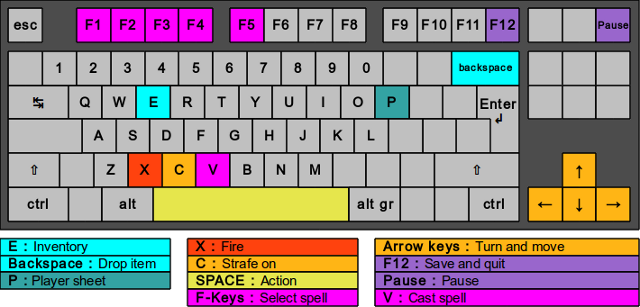 esc F1 F2 F3 F4 F5 F6 F7 F8 F9 F10 F11 F12 Pause
1 2 3 4 5 6 7 8 9 0 backspace
↹ Q W E R T Y U I O P Enter ↲
A S D F G H J K L
⇧ Z X C V B N M ⇧ ↑
ctrl alt alt gr ctrl ← ↓ →
E : Inventory
Backspace : Drop item
P : Player sheet
X : Fire
C : Strafe on
SPACE : Action
F-Keys : Select spell
Arrow keys : Turn and move
F12 : Save and quit
Pause : Pause
V : Cast spell